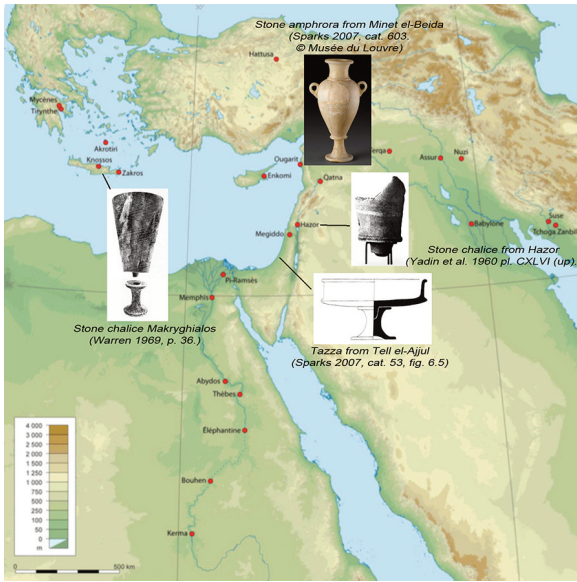 Stone amphrora from Minet el-Beida
(Sparks 2007, cat. 603.
© Musée du Louvre)
Hattusa
Mycènes
Tirynthe
Akrotiri
Knossos
Zakros
Ougarit
Enkomi
Qatna
Terqa
Assur
Nuzi
Hazor
Megiddo
Babylone
Suse
Tchoga Zanbil
Stone chalice from Hazor
(Yadin et al. 1960 pl. CXLVI (up).
Pi-Ramsès
Memphis
Stone chalice Makryghialos
(Warren 1969, p. 36.)
Tazza from Tell el-Ajjul
(Sparks 2007, cat. 53, fig. 6.5)
Abydos
Thèbes
Éléphantine
Bouhen
Kerma
4 000
3 000
2 500
2 000
1 500
1 000
750
500
250
100
50
0
m
0
500 km